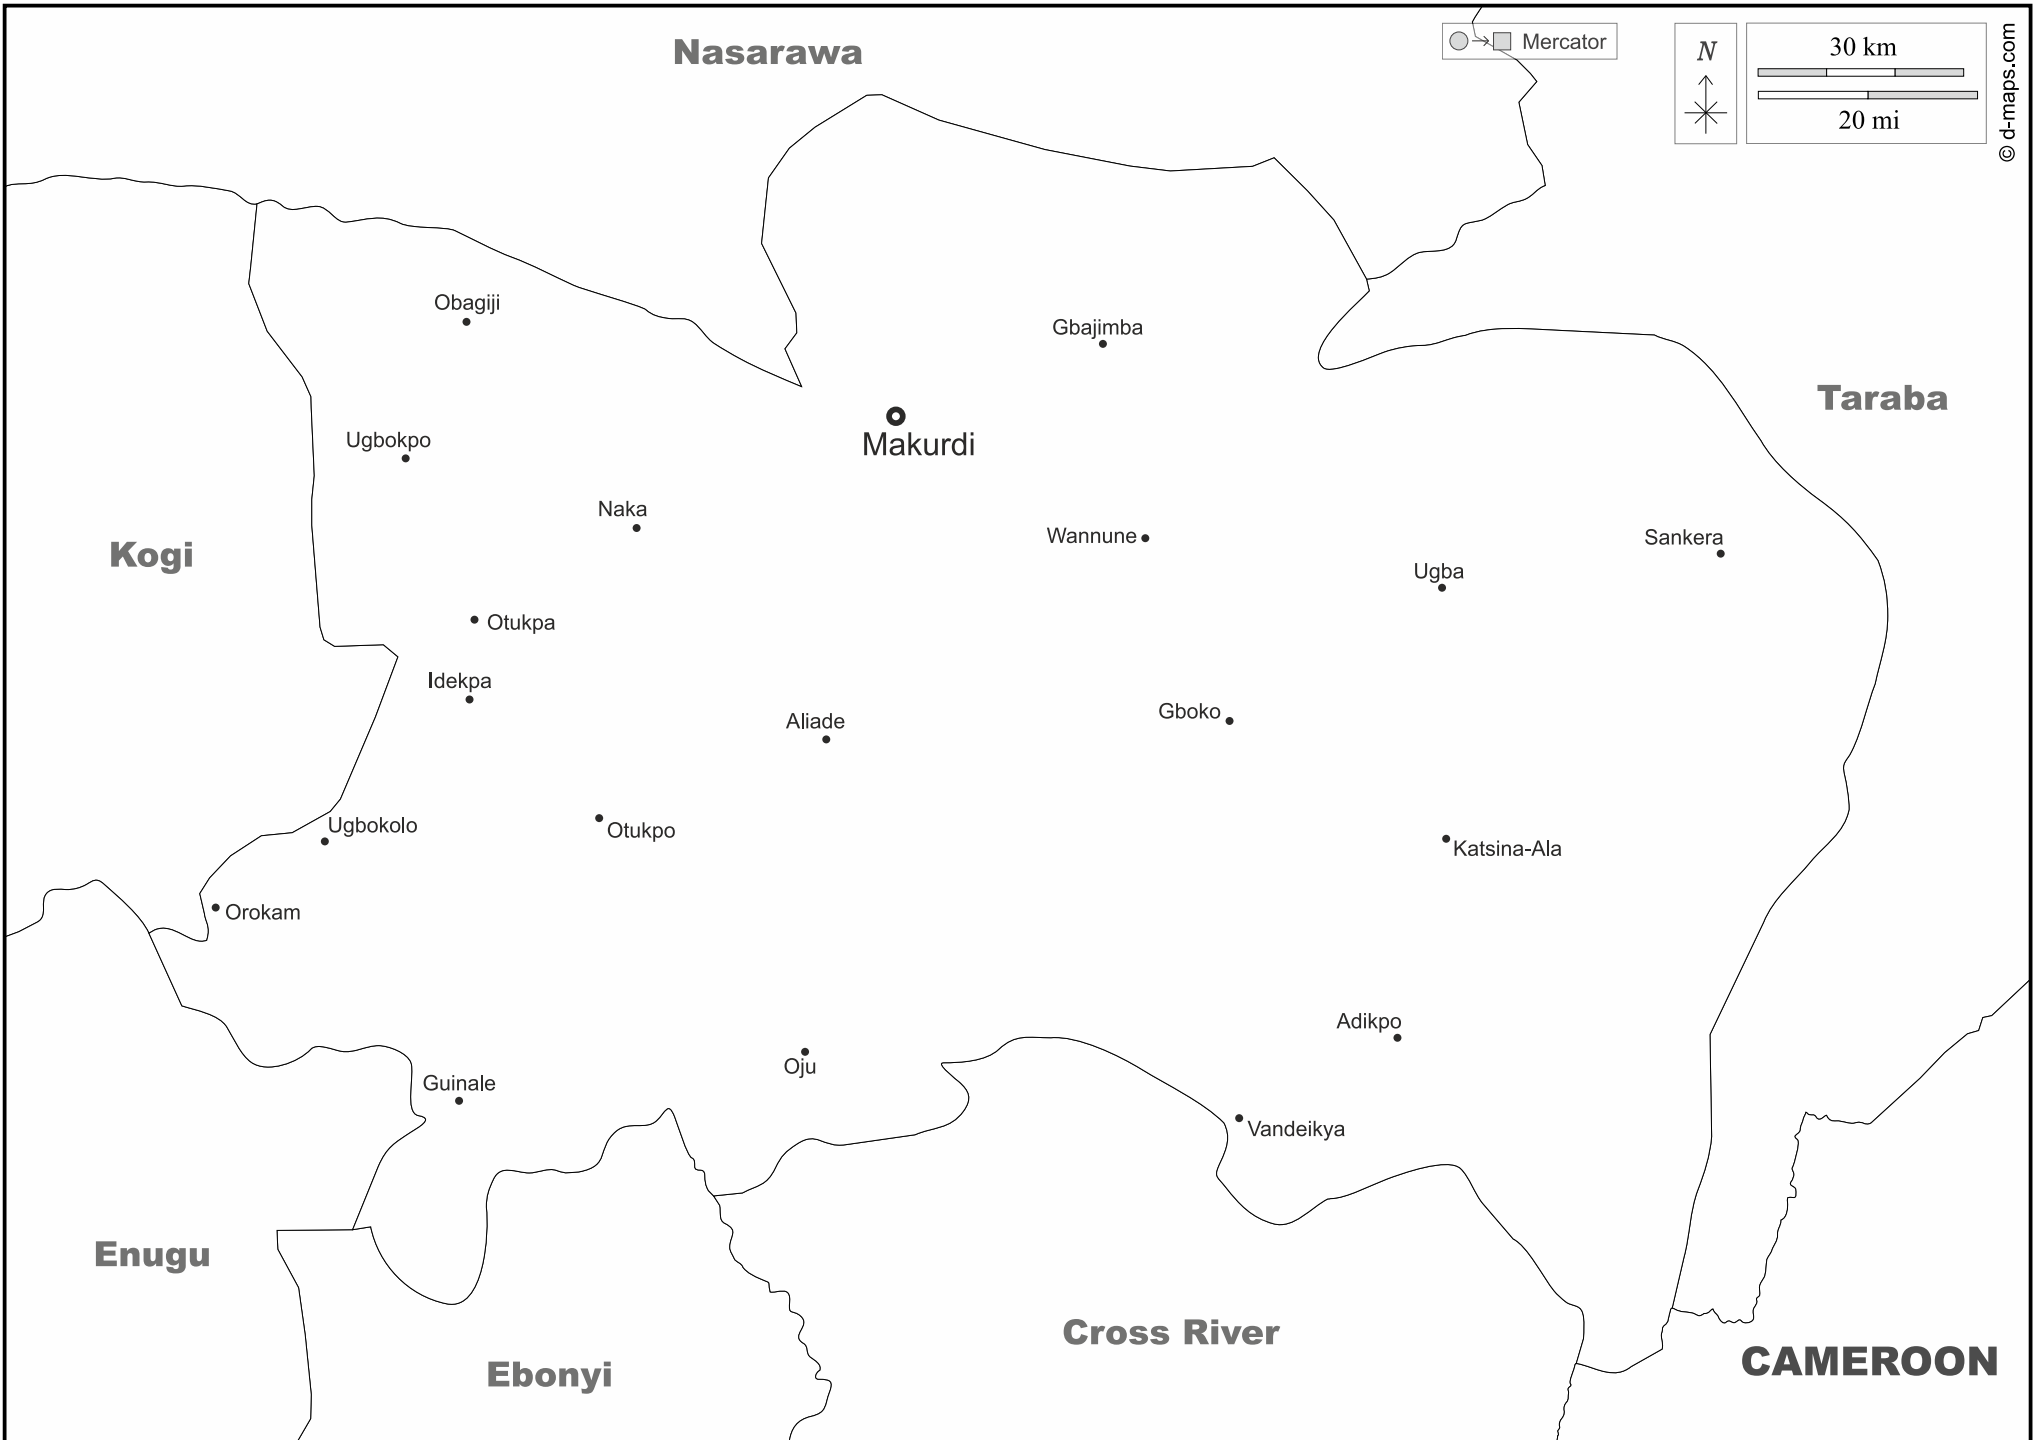 Nasarawa
Mercator
N
30 km
20 mi
© d-maps.com
Obagiji
Gbajimba
Taraba
Makurdi
Ugbokpo
Naka
Wannune
Sankera
Kogi
Ugba
Otukpa
Idekpa
Gboko
Aliade
Ugbokolo
Otukpo
Katsina-Ala
Orokam
Adikpo
Oju
Guinale
Vandeikya
Enugu
Cross River
CAMEROON
Ebonyi